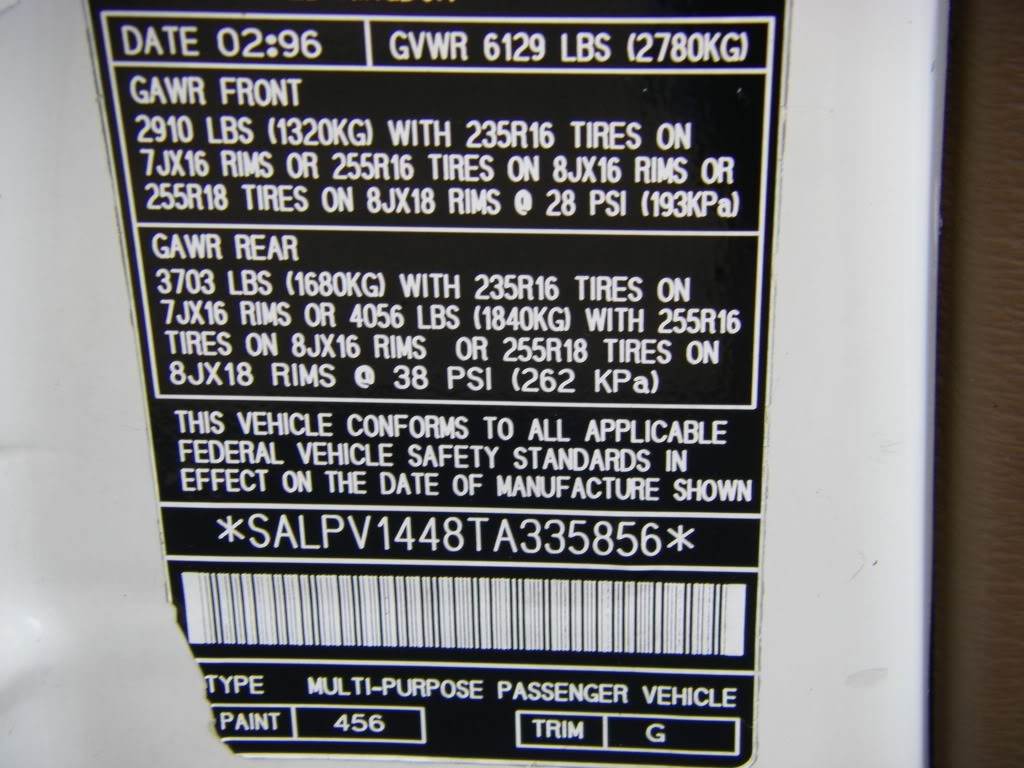 DATE 02:96 GVWR 6129 LBS (2780KG)
GAWR FRONT
2910 LBS (1320KG) WITH 235R16 TIRES ON
7JX16 RIMS OR 255R16 TIRES ON 8JX16 RIMS OR
255R18 TIRES ON 8JX18 RIMS @ 28 PSI (193KPa)
GAWR REAR
3703 LBS (1680KG) WITH 235R16 TIRES ON
7JX16 RIMS OR 4056 LBS (1840KG) WITH 255R16
TIRES ON 8JX16 RIMS OR 255R18 TIRES ON
8JX18 RIMS @ 38 PSI (262 KPa)
THIS VEHICLE CONFORMS TO ALL APPLICABLE
FEDERAL VEHICLE SAFETY STANDARDS IN
EFFECT ON THE DATE OF MANUFACTURE SHOWN
*SALPV1448TA335856*
TYPE MULTI-PURPOSE PASSENGER VEHICLE
PAINT 456 TRIM G